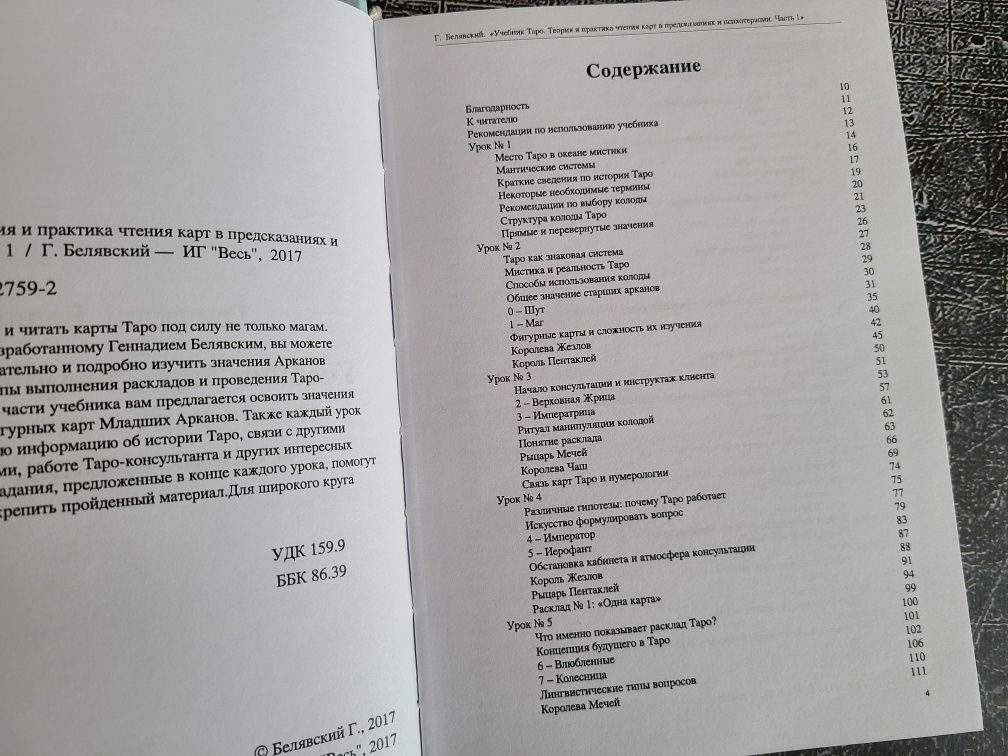 ия и практика чтения карт в предсказаниях и
1 / Г. Белявский — ИГ "Весь", 2017
2759-2
и читать карты Таро под силу не только магам.
зработанному Геннадием Белявским, вы можете
ательно и подробно изучить значения Арканов
пы выполнения раскладов и проведения Таро-
части учебника вам предлагается освоить значения
гурных карт Младших Арканов. Также каждый урок
ю информацию об истории Таро, связи с другими
ми, работе Таро-консультанта и других интересных
адания, предложенные в конце каждого урока, помогут
крепить пройденный материал.Для широкого круга
УДК 159.9
ББК 86.39
© Белявский Г., 2017
"Весь", 2017
Г. Белявский. «Учебник Таро. Теория и практика чтения карт в предсказаниях и психотерапии. Часть 1»
Содержание
Благодарность 10
К читателю 11
Рекомендации по использованию учебника 12
Урок № 1 13
Место Таро в океане мистики 14
Мантические системы 16
Краткие сведения по истории Таро 17
Некоторые необходимые термины 19
Рекомендации по выбору колоды 20
Структура колоды Таро 21
Прямые и перевернутые значения 23
Урок № 2 26
Таро как знаковая система 27
Мистика и реальность Таро 28
Способы использования колоды 29
Общее значение старших арканов 30
0 – Шут 31
1 – Маг 35
Фигурные карты и сложность их изучения 40
Королева Жезлов 42
Король Пентаклей 45
Урок № 3 50
Начало консультации и инструктаж клиента 51
2 – Верховная Жрица 53
3 – Императрица 57
Ритуал манипуляции колодой 61
Понятие расклада 62
Рыцарь Мечей 63
Королева Чаш 66
Связь карт Таро и нумерологии 69
Урок № 4 74
Различные гипотезы: почему Таро работает 75
Искусство формулировать вопрос 77
4 – Император 79
5 – Иерофант 83
Обстановка кабинета и атмосфера консультации 87
Король Жезлов 88
Рыцарь Пентаклей 91
Расклад № 1: «Одна карта» 94
Урок № 5 99
Что именно показывает расклад Таро? 100
Концепция будущего в Таро 101
6 – Влюбленные 102
7 – Колесница 106
Лингвистические типы вопросов 110
Королева Мечей 111
4